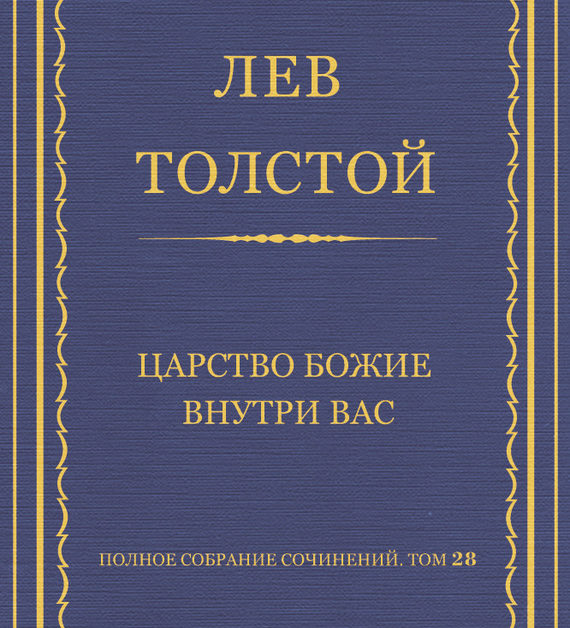 ЛЕВ
ТОЛСТОЙ
ЦАРСТВО БОЖИЕ
ВНУТРИ ВАС
ПОЛНОЕ СОБРАНИЕ СОЧИНЕНИЙ. ТОМ 28